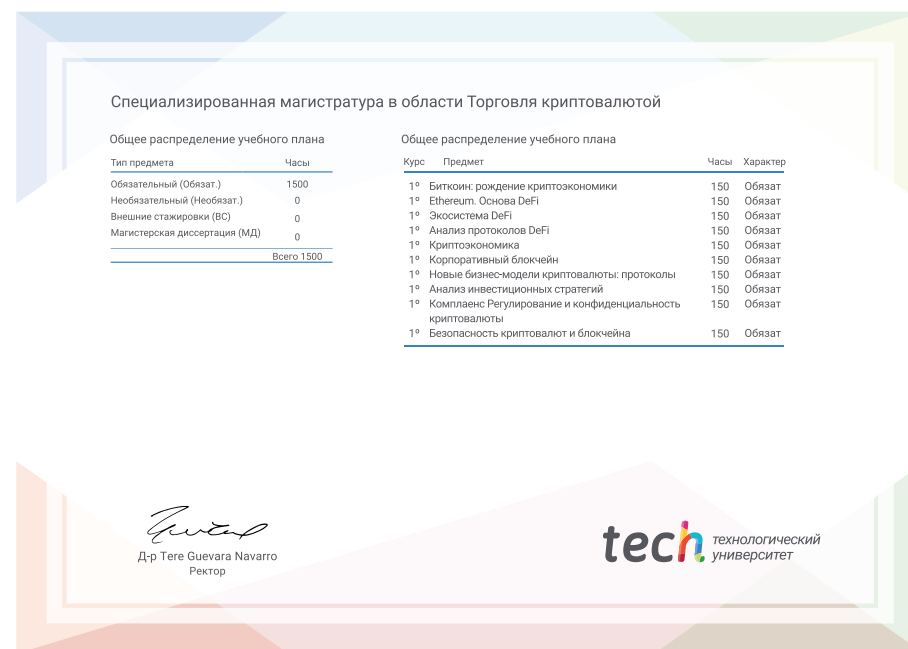 Специализированная магистратура в области Торговля криптовалютой
Общее распределение учебного плана
Тип предмета Часы
Обязательный (Обязат.) 1500
Необязательный (Необязат.) 0
Внешние стажировки (ВС) 0
Магистерская диссертация (МД) 0
Всего 1500
Общее распределение учебного плана
Курс Предмет Часы Характер
1º Биткоин: рождение криптоэкономики 150 Обязат
1º Ethereum. Основа DeFi 150 Обязат
1º Экосистема DeFi 150 Обязат
1º Анализ протоколов DeFi 150 Обязат
1º Криптоэкономика 150 Обязат
1º Корпоративный блокчейн 150 Обязат
1º Новые бизнес-модели криптовалюты: протоколы 150 Обязат
1º Анализ инвестиционных стратегий 150 Обязат
1º Комплаенс Регулирование и конфиденциальность 150 Обязат
криптовалюты
1º Безопасность криптовалют и блокчейна 150 Обязат
Д-р Tere Guevara Navarro
Ректор
tech технологический
университет